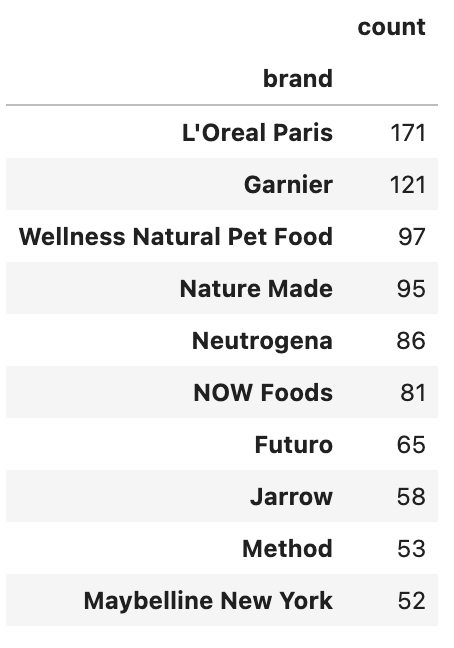 count
brand
L'Oreal Paris 171
Garnier 121
Wellness Natural Pet Food 97
Nature Made 95
Neutrogena 86
NOW Foods 81
Futuro 65
Jarrow 58
Method 53
Maybelline New York 52